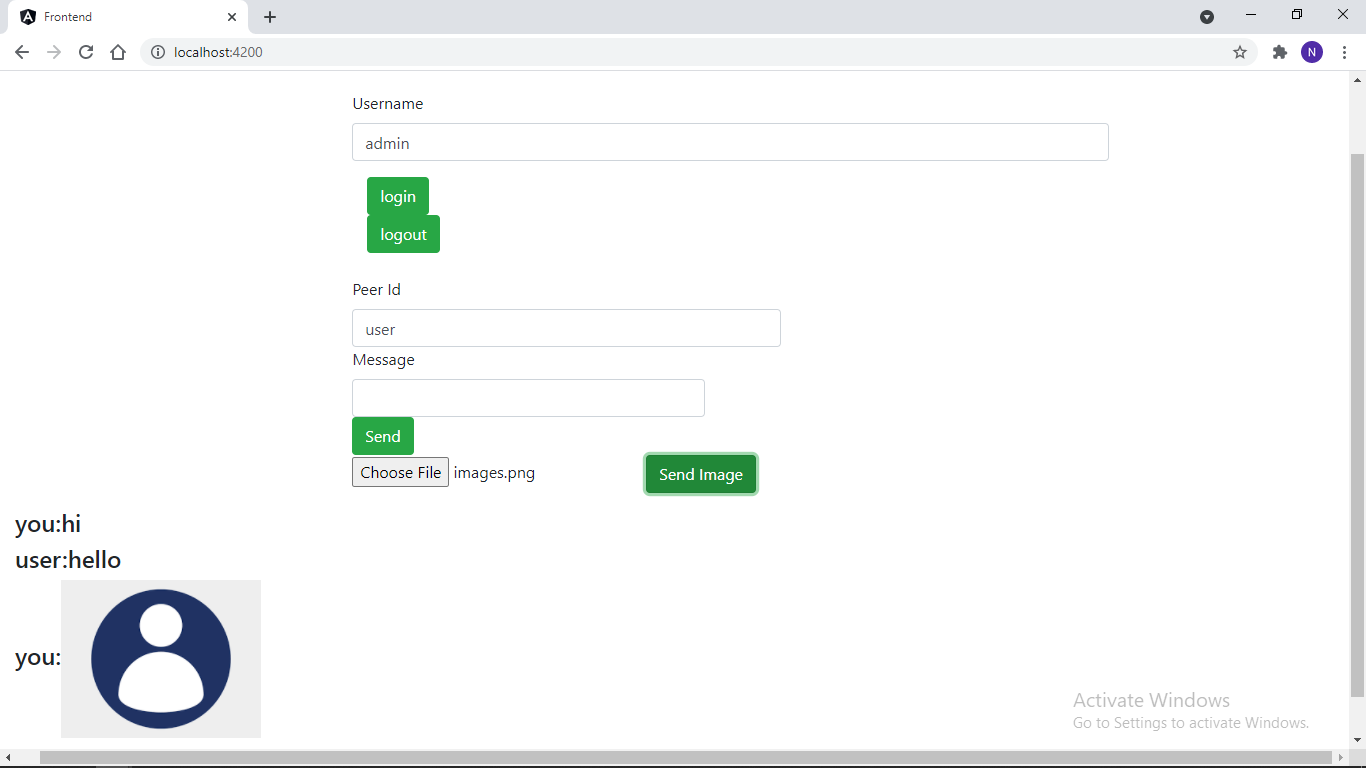 Frontend
localhost:4200
N
Username
admin
login
logout
Peer Id
user
Message
Send
Choose File images.png Send Image
you:hi
user:hello
you:
Activate Windows
Go to Settings to activate Windows.